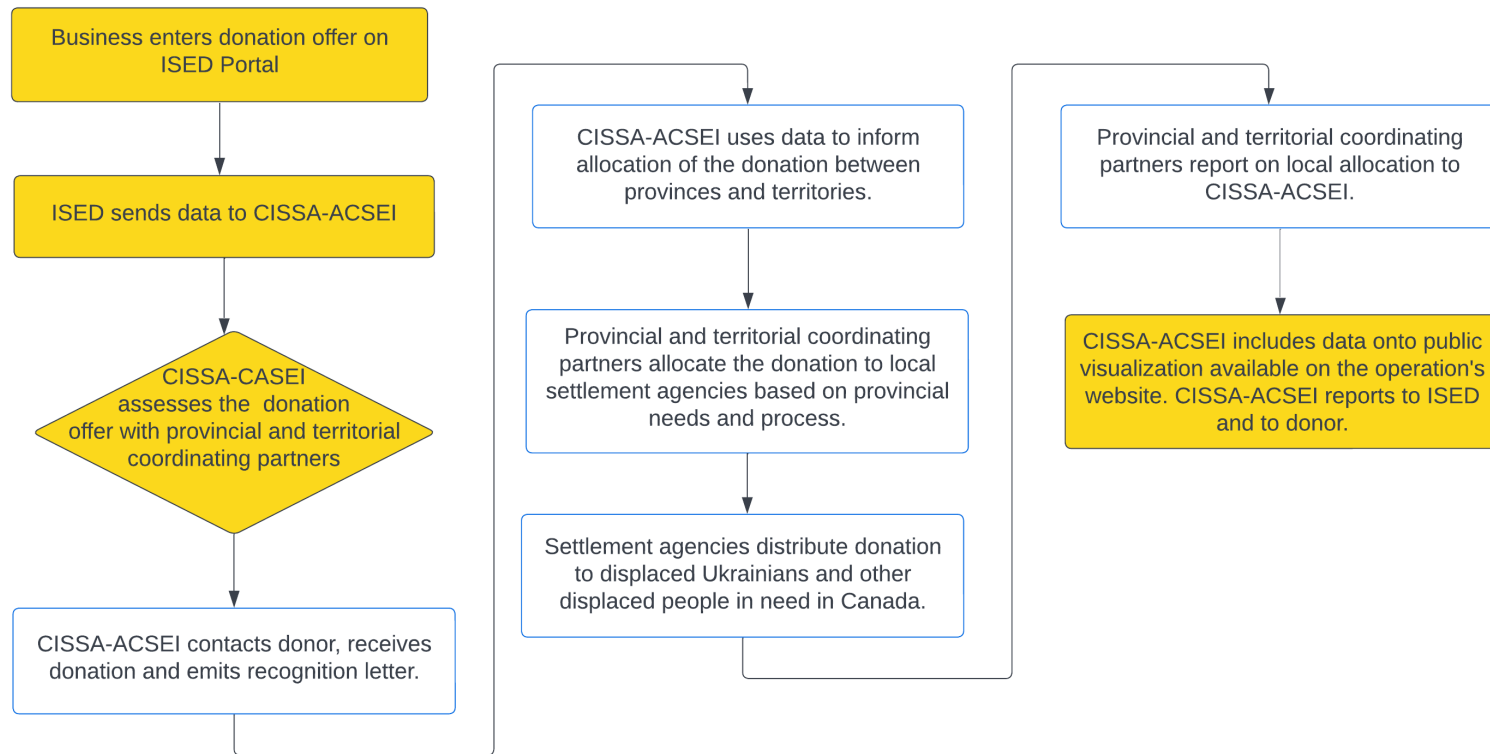 Business enters donation offer on
ISED Portal
ISED sends data to CISSA-ACSEI
CISSA-CASEI
assesses the donation
offer with provincial and territorial
coordinating partners
CISSA-ACSEI contacts donor, receives
donation and emits recognition letter.
CISSA-ACSEI uses data to inform
allocation of the donation between
provinces and territories.
Provincial and territorial coordinating
partners allocate the donation to local
settlement agencies based on provincial
needs and process.
Settlement agencies distribute donation
to displaced Ukrainians and other
displaced people in need in Canada.
Provincial and territorial coordinating
partners report on local allocation to
CISSA-ACSEI.
CISSA-ACSEI includes data onto public
visualization available on the operation's
website. CISSA-ACSEI reports to ISED
and to donor.